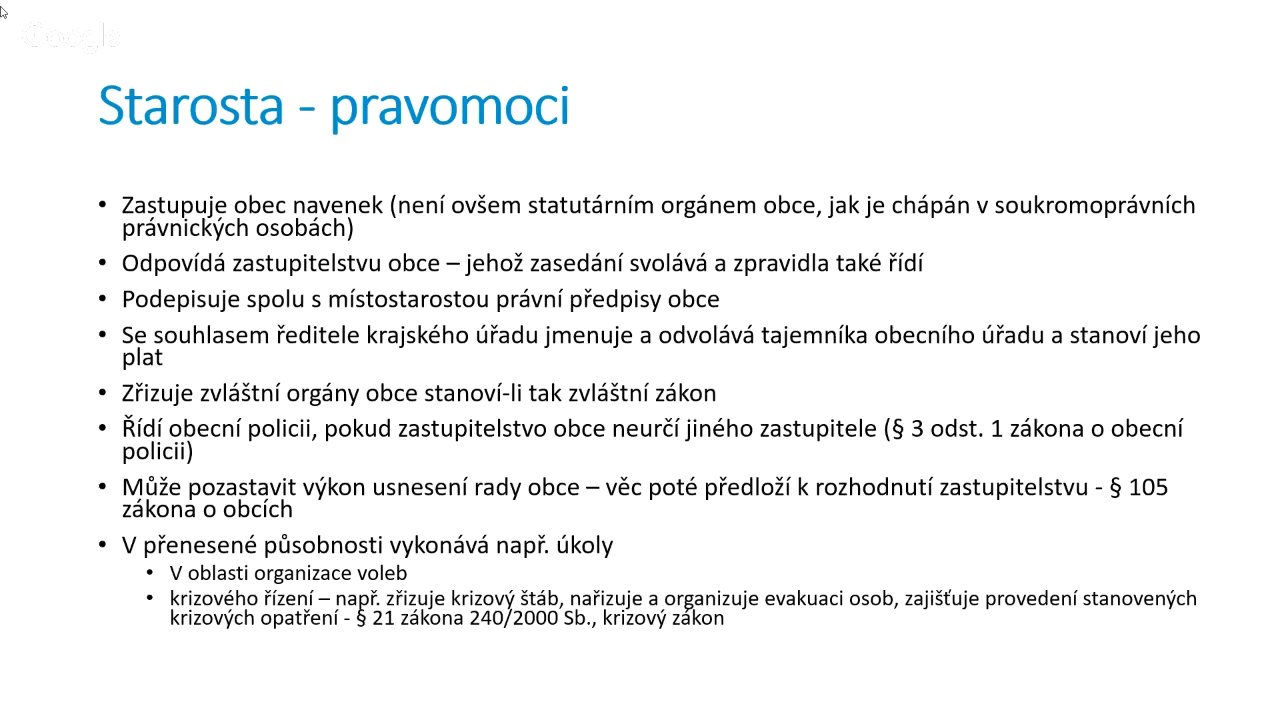 Google
Starosta - pravomoci
• Zastupuje obec navenek (není ovšem statutárním orgánem obce, jak je chápán v soukromoprávních
právnických osobách)
• Odpovídá zastupitelstvu obce – jehož zasedání svolává a zpravidla také řídí
• Podepisuje spolu s místostarostou právní předpisy obce
• Se souhlasem ředitele krajského úřadu jmenuje a odvolává tajemníka obecního úřadu a stanoví jeho
plat
• Zřizuje zvláštní orgány obce stanoví-li tak zvláštní zákon
• Řídí obecní policii, pokud zastupitelstvo obce neurčí jiného zastupitele (§ 3 odst. 1 zákona o obecní
policii)
• Může pozastavit výkon usnesení rady obce – věc poté předloží k rozhodnutí zastupitelstvu - § 105
zákona o obcích
• V přenesené působnosti vykonává např. úkoly
• V oblasti organizace voleb
• krizového řízení – např. zřizuje krizový štáb, nařizuje a organizuje evakuaci osob, zajišťuje provedení stanovených
krizových opatření - § 21 zákona 240/2000 Sb., krizový zákon